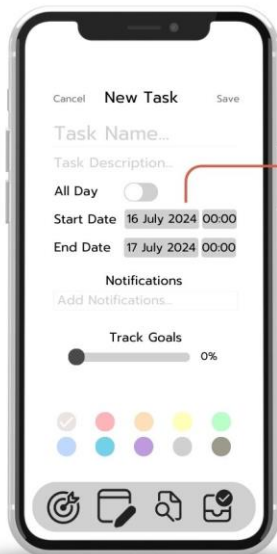 Cancel New Task Save
Task Name...
Task Description...
All Day
Start Date 16 July 2024 00:00
End Date 17 July 2024 00:00
Notifications
Add Notifications...
Track Goals
0%